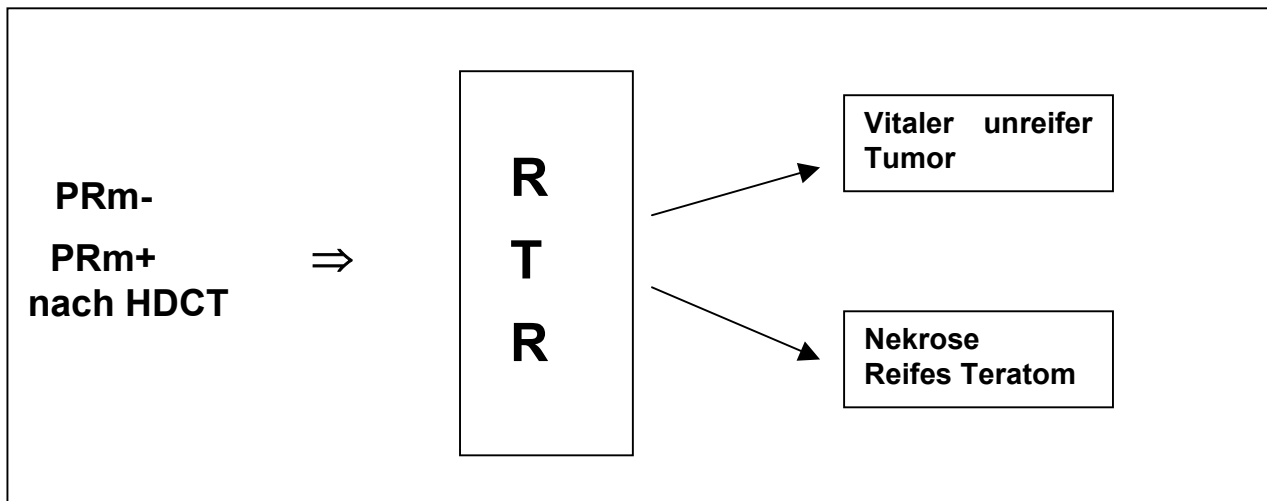 PRm-
PRm+
nach HDCT
⇒
R
T
R
Vitaler unreifer
Tumor
Nekrose
Reifes Teratom